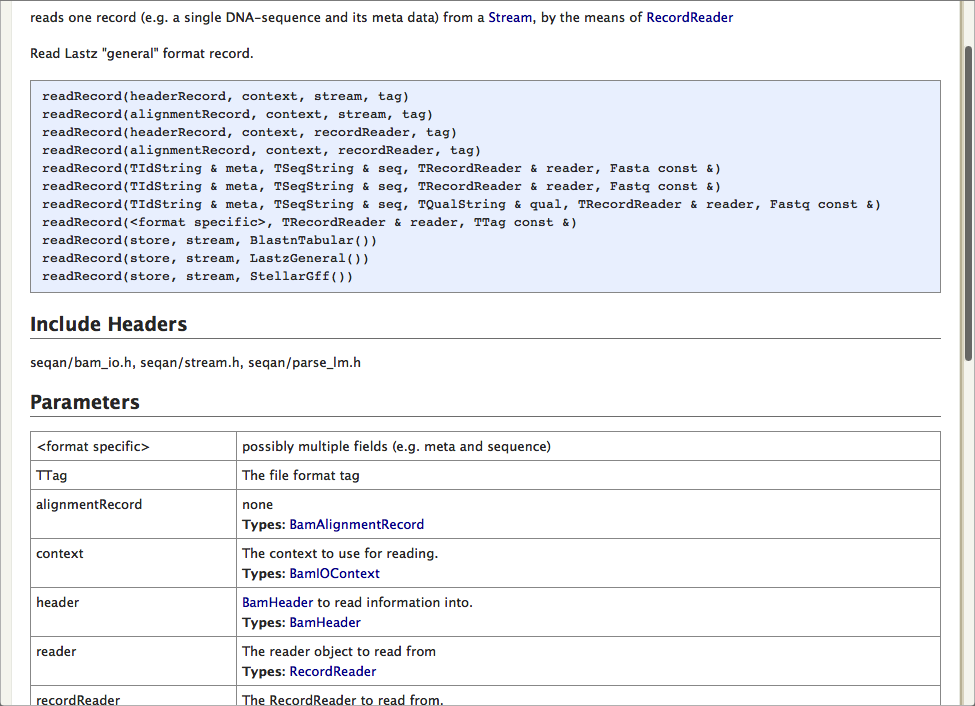 reads one record (e.g. a single DNA-sequence and its meta data) from a Stream, by the means of RecordReader
Read Lastz "general" format record.
readRecord(headerRecord, context, stream, tag)
readRecord(alignmentRecord, context, stream, tag)
readRecord(headerRecord, context, recordReader, tag)
readRecord(alignmentRecord, context, recordReader, tag)
readRecord(TIdString & meta, TSeqString & seq, TRecordReader & reader, Fasta const &)
readRecord(TIdString & meta, TSeqString & seq, TRecordReader & reader, Fastq const &)
readRecord(TIdString & meta, TSeqString & seq, TQualString & qual, TRecordReader & reader, Fastq const &)
readRecord(<format specific>, TRecordReader & reader, TTag const &)
readRecord(store, stream, BlastnTabular())
readRecord(store, stream, LastzGeneral())
readRecord(store, stream, StellarGff())
Include Headers
seqan/bam_io.h, seqan/stream.h, seqan/parse_lm.h
Parameters
<format specific> possibly multiple fields (e.g. meta and sequence)
TTag The file format tag
alignmentRecord none
Types: BamAlignmentRecord
context The context to use for reading.
Types: BamIOContext
header BamHeader to read information into.
Types: BamHeader
reader The reader object to read from
Types: RecordReader
recordReader The RecordReader to read from.